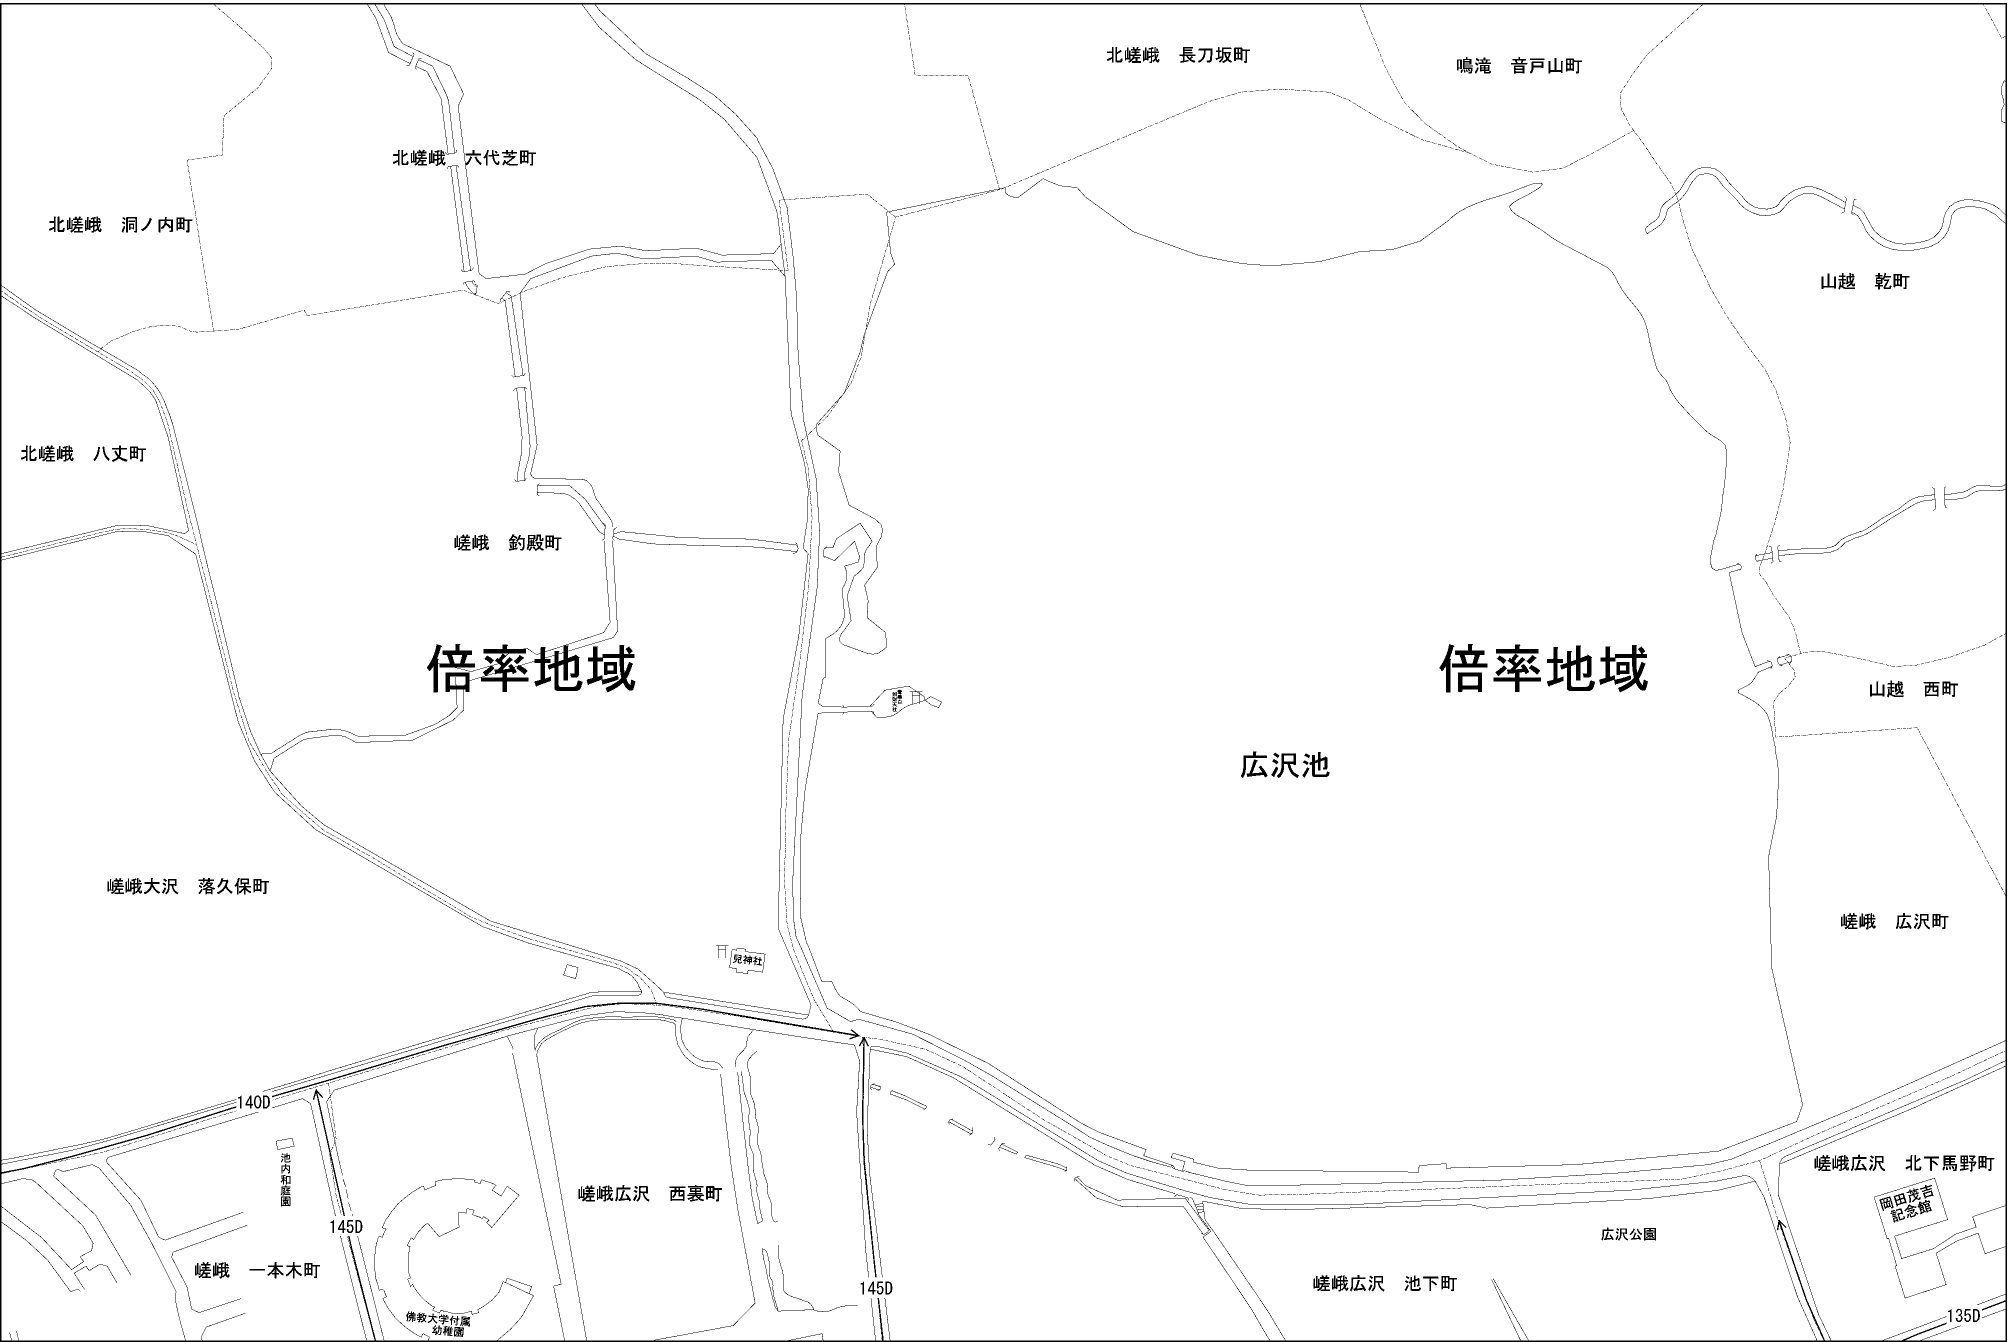 北嵯峨　長刀坂町
鳴滝　音戸山町
北嵯峨　六代芝町
北嵯峨　洞ノ内町
山越　乾町
北嵯峨　八丈町
嵯峨　釣殿町
倍率地域
倍率地域
山越　西町
広沢池
嵯峨大沢　落久保町
嵯峨　広沢町
児神社
140D
池内和庭園
145D
嵯峨広沢　西裏町
嵯峨広沢　北下馬野町
岡田茂吉
記念館
広沢公園
嵯峨　一本木町
嵯峨広沢　池下町
145D
佛教大学付属
幼稚園
135D